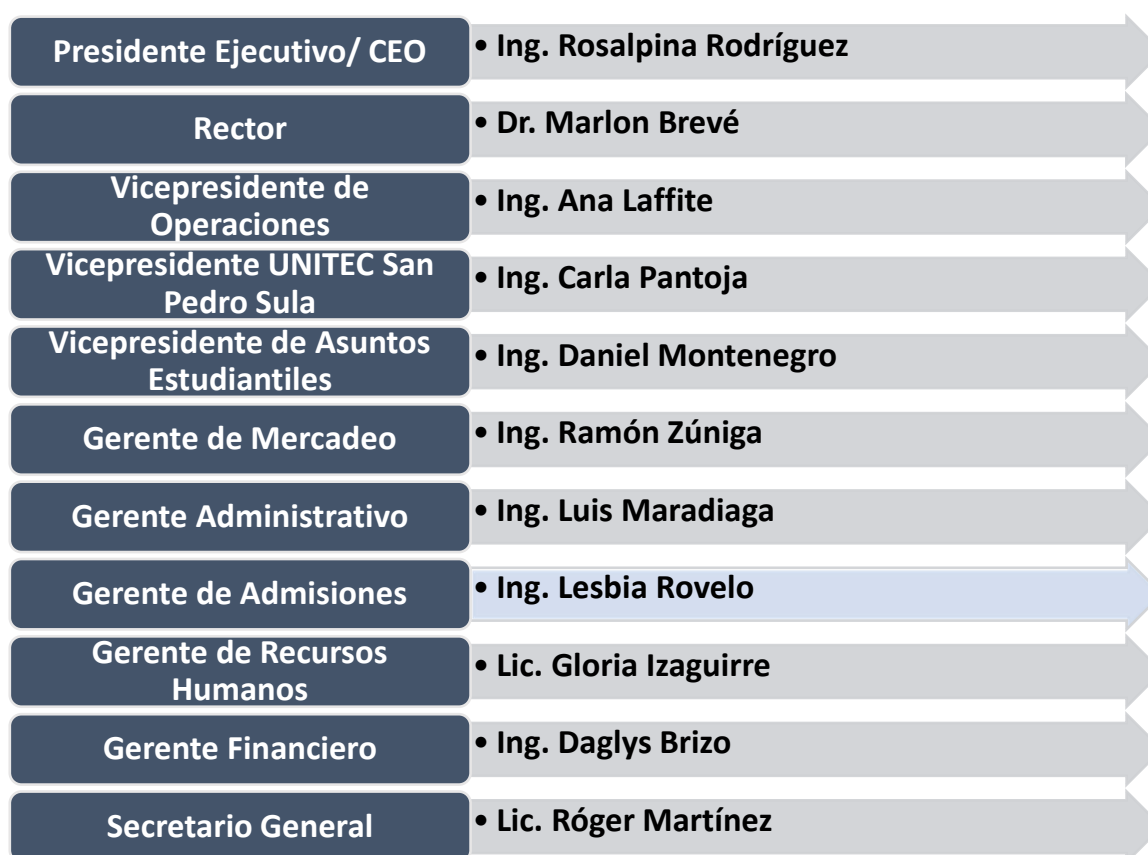 Presidente Ejecutivo/ CEO
• Ing. Rosalpina Rodríguez
Rector
• Dr. Marlon Brevé
Vicepresidente de
Operaciones
• Ing. Ana Laffite
Vicepresidente UNITEC San
Pedro Sula
• Ing. Carla Pantoja
Vicepresidente de Asuntos
Estudiantiles
• Ing. Daniel Montenegro
Gerente de Mercadeo
• Ing. Ramón Zúniga
Gerente Administrativo
• Ing. Luis Maradiaga
Gerente de Admisiones
• Ing. Lesbia Rovelo
Gerente de Recursos
Humanos
• Lic. Gloria Izaguirre
Gerente Financiero
• Ing. Daglys Brizo
Secretario General
• Lic. Róger Martínez